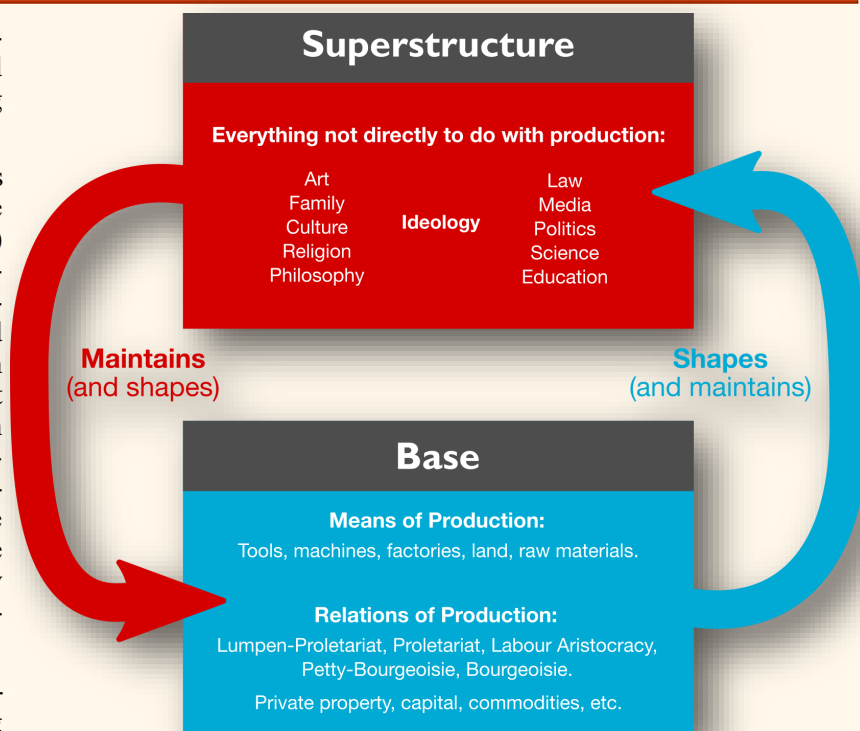 Superstructure
Everything not directly to do with production:
Art
Family
Culture
Religion
Philosophy
Ideology
Law
Media
Politics
Science
Education
Maintains
(and shapes)
Shapes
(and maintains)
Base
Means of Production:
Tools, machines, factories, land, raw materials.
Relations of Production:
Lumpen-Proletariat, Proletariat, Labour Aristocracy,
Petty-Bourgeoisie, Bourgeoisie.
Private property, capital, commodities, etc.